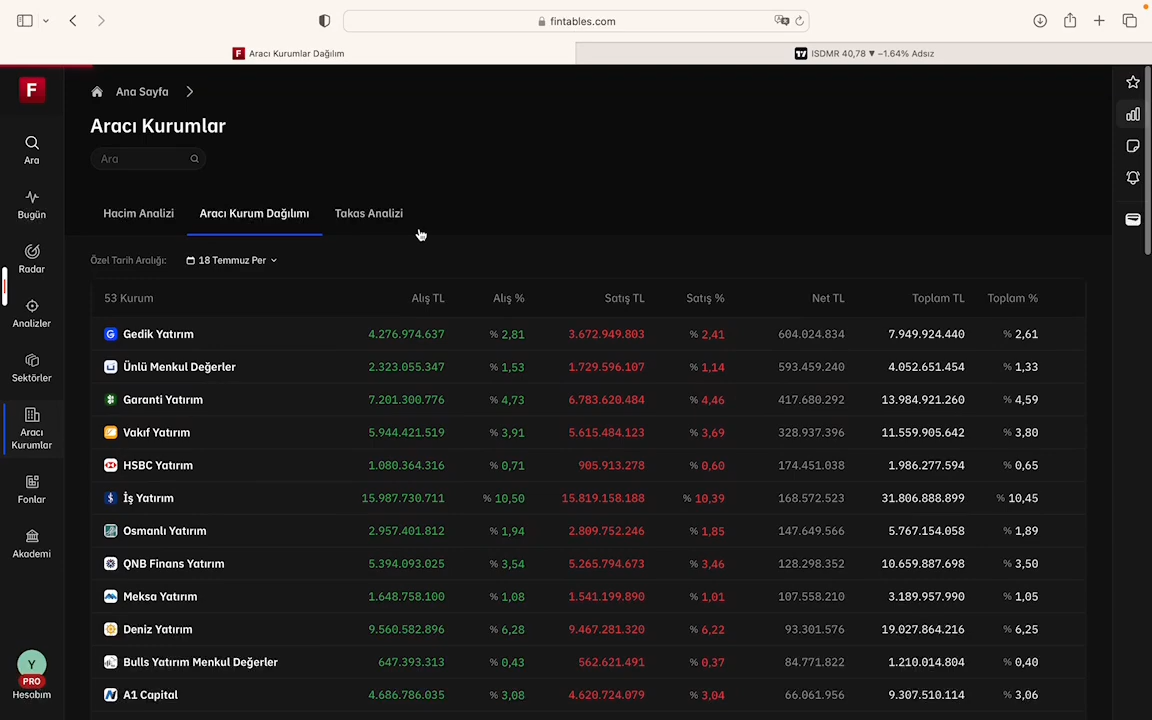 fintables.com
F Aracı Kurumlar Dağılım
17 ISDMR 40,78 ▼ −1.64% Adsız
F
Ana Sayfa
Aracı Kurumlar
Ara
Ara
Bugün
Radar
Analizler
Sektörler
Aracı
Kurumlar
Fonlar
Akademi
Y
PRO
Hesabım
Hacim Analizi Aracı Kurum Dağılımı Takas Analizi
Özel Tarih Aralığı: 18 Temmuz Per
53 Kurum Alış TL Alış % Satış TL Satış % Net TL Toplam TL Toplam %
G Gedik Yatırım 4.276.974.637 % 2,81 3.672.949.803 % 2,41 604.024.834 7.949.924.440 % 2,61
Ünlü Menkul Değerler 2.323.055.347 % 1,53 1.729.596.107 % 1,14 593.459.240 4.052.651.454 % 1,33
Garanti Yatırım 7.201.300.776 % 4,73 6.783.620.484 % 4,46 417.680.292 13.984.921.260 % 4,59
Vakıf Yatırım 5.944.421.519 % 3,91 5.615.484.123 % 3,69 328.937.396 11.559.905.642 % 3,80
HSBC Yatırım 1.080.364.316 % 0,71 905.913.278 % 0,60 174.451.038 1.986.277.594 % 0,65
İş Yatırım 15.987.730.711 % 10,50 15.819.158.188 % 10,39 168.572.523 31.806.888.899 % 10,45
Osmanlı Yatırım 2.957.401.812 % 1,94 2.809.752.246 % 1,85 147.649.566 5.767.154.058 % 1,89
QNB Finans Yatırım 5.394.093.025 % 3,54 5.265.794.673 % 3,46 128.298.352 10.659.887.698 % 3,50
Meksa Yatırım 1.648.758.100 % 1,08 1.541.199.890 % 1,01 107.558.210 3.189.957.990 % 1,05
Deniz Yatırım 9.560.582.896 % 6,28 9.467.281.320 % 6,22 93.301.576 19.027.864.216 % 6,25
Bulls Yatırım Menkul Değerler 647.393.313 % 0,43 562.621.491 % 0,37 84.771.822 1.210.014.804 % 0,40
A1 Capital 4.686.786.035 % 3,08 4.620.724.079 % 3,04 66.061.956 9.307.510.114 % 3,06